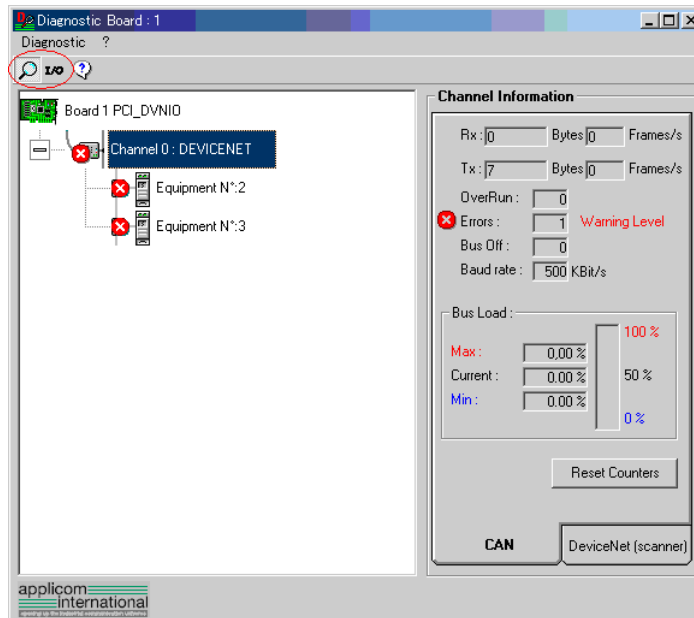 Diagnostic Board : 1
Diagnostic ?
I/O
Board 1 PCI_DVNIO
Channel 0 : DEVICENET
Equipment N°:2
Equipment N°:3
Channel Information
Rx : 0 Bytes 0 Frames/s
Tx : 7 Bytes 0 Frames/s
OverRun : 0
Errors : 1 Warning Level
Bus Off : 0
Baud rate : 500 KBit/s
Bus Load :
100 %
Max : 0,00 %
Current : 0.00 % 50 %
Min : 0.00 %
0 %
Reset Counters
CAN DeviceNet (scanner)
applicom
international